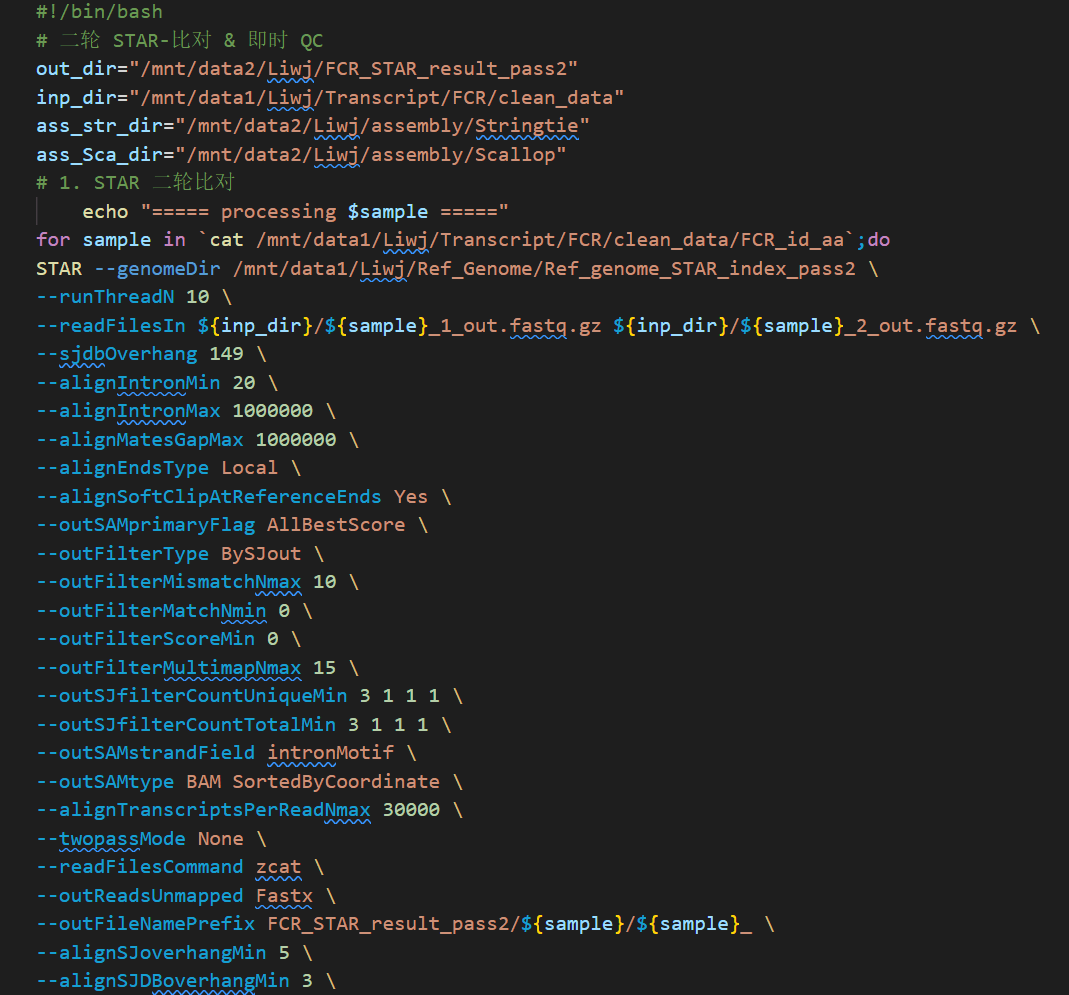 #!/bin/bash
# 二轮 STAR-比对 & 即时 QC
out_dir="/mnt/data2/Liwj/FCR_STAR_result_pass2"
inp_dir="/mnt/data1/Liwj/Transcript/FCR/clean_data"
ass_str_dir="/mnt/data2/Liwj/assembly/Stringtie"
ass_Sca_dir="/mnt/data2/Liwj/assembly/Scallop"
# 1. STAR 二轮比对
    echo "===== processing $sample ====="
for sample in `cat /mnt/data1/Liwj/Transcript/FCR/clean_data/FCR_id_aa`;do
STAR --genomeDir /mnt/data1/Liwj/Ref_Genome/Ref_genome_STAR_index_pass2 \
--runThreadN 10 \
--readFilesIn ${inp_dir}/${sample}_1_out.fastq.gz ${inp_dir}/${sample}_2_out.fastq.gz \
--sjdbOverhang 149 \
--alignIntronMin 20 \
--alignIntronMax 1000000 \
--alignMatesGapMax 1000000 \
--alignEndsType Local \
--alignSoftClipAtReferenceEnds Yes \
--outSAMprimaryFlag AllBestScore \
--outFilterType BySJout \
--outFilterMismatchNmax 10 \
--outFilterMatchNmin 0 \
--outFilterScoreMin 0 \
--outFilterMultimapNmax 15 \
--outSJfilterCountUniqueMin 3 1 1 1 \
--outSJfilterCountTotalMin 3 1 1 1 \
--outSAMstrandField intronMotif \
--outSAMtype BAM SortedByCoordinate \
--alignTranscriptsPerReadNmax 30000 \
--twopassMode None \
--readFilesCommand zcat \
--outReadsUnmapped Fastx \
--outFileNamePrefix FCR_STAR_result_pass2/${sample}/${sample}_ \
--alignSJoverhangMin 5 \
--alignSJDBoverhangMin 3 \